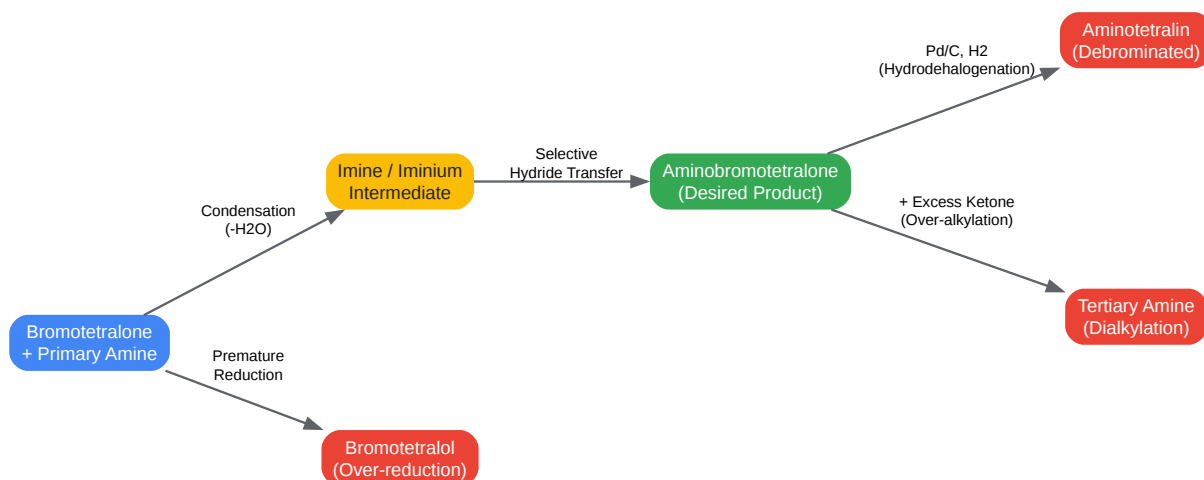 Aminotetralin
(Debrominated)
Pd/C, H2
(Hydrodehalogenation)
Imine / Iminium
Intermediate
Selective
Hydride Transfer
Aminobromotetralone
(Desired Product)
Condensation
(-H2O)
+ Excess Ketone
(Over-alkylation)
Bromotetralone
+ Primary Amine
Tertiary Amine
(Dialkylation)
Premature
Reduction
Bromotetralol
(Over-reduction)